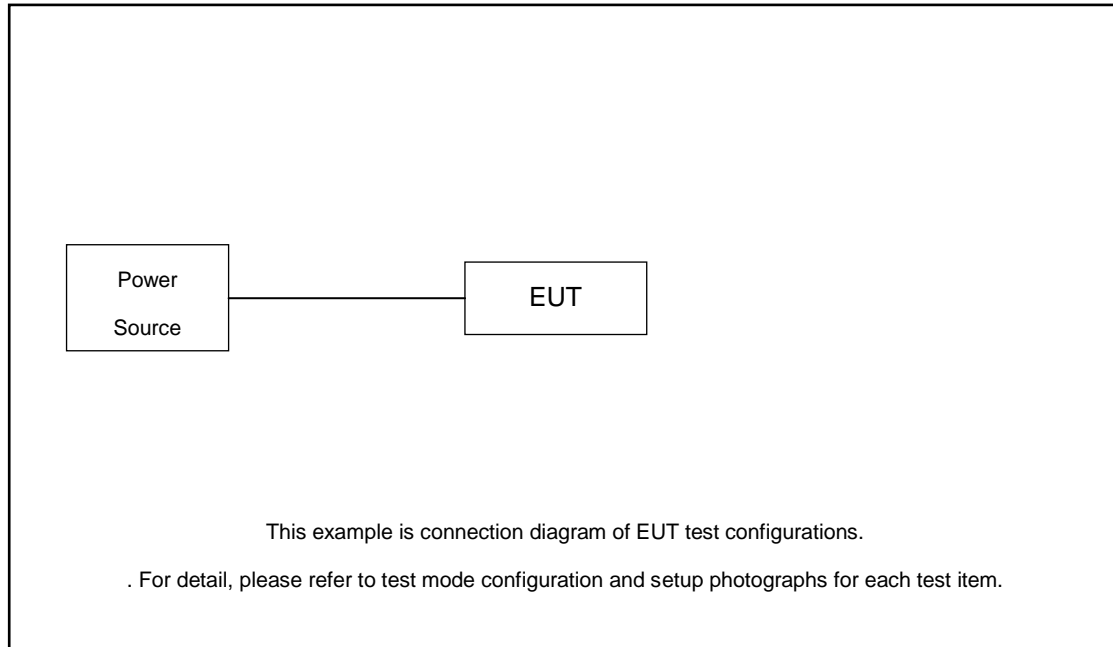 Power
Source
EUT
This example is connection diagram of EUT test configurations.
. For detail, please refer to test mode configuration and setup photographs for each test item.